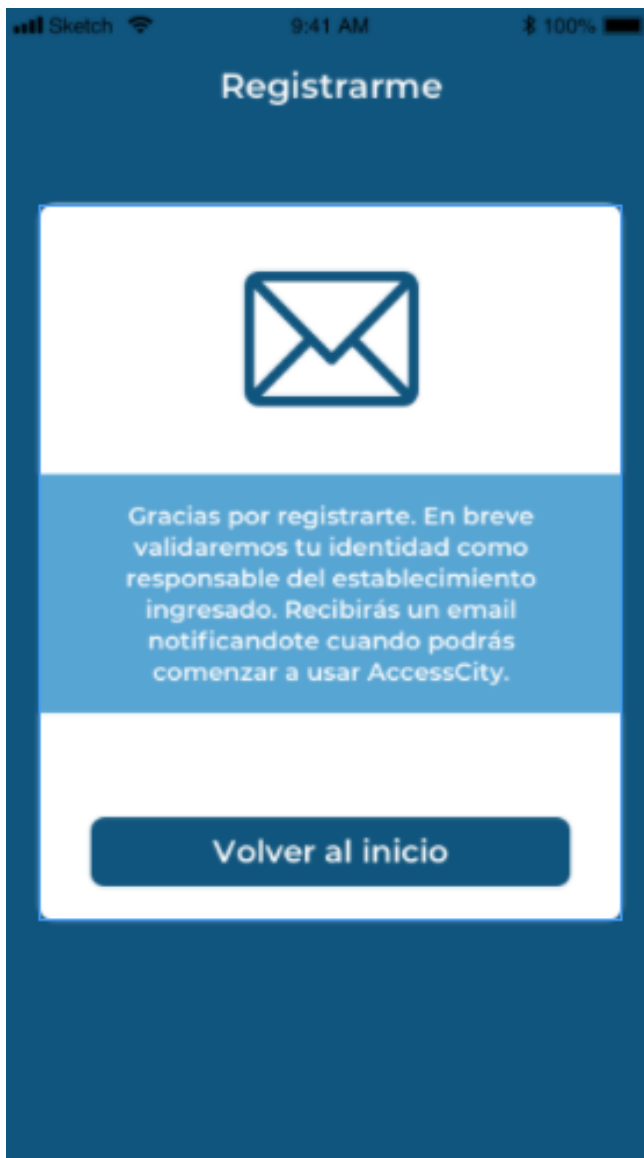 Sketch 9:41 AM 100%
Registrarme
Gracias por registrarte. En breve
validaremos tu identidad como
responsable del establecimiento
ingresado. Recibirás un email
notificandote cuando podrás
comenzar a usar AccessCity.
Volver al inicio